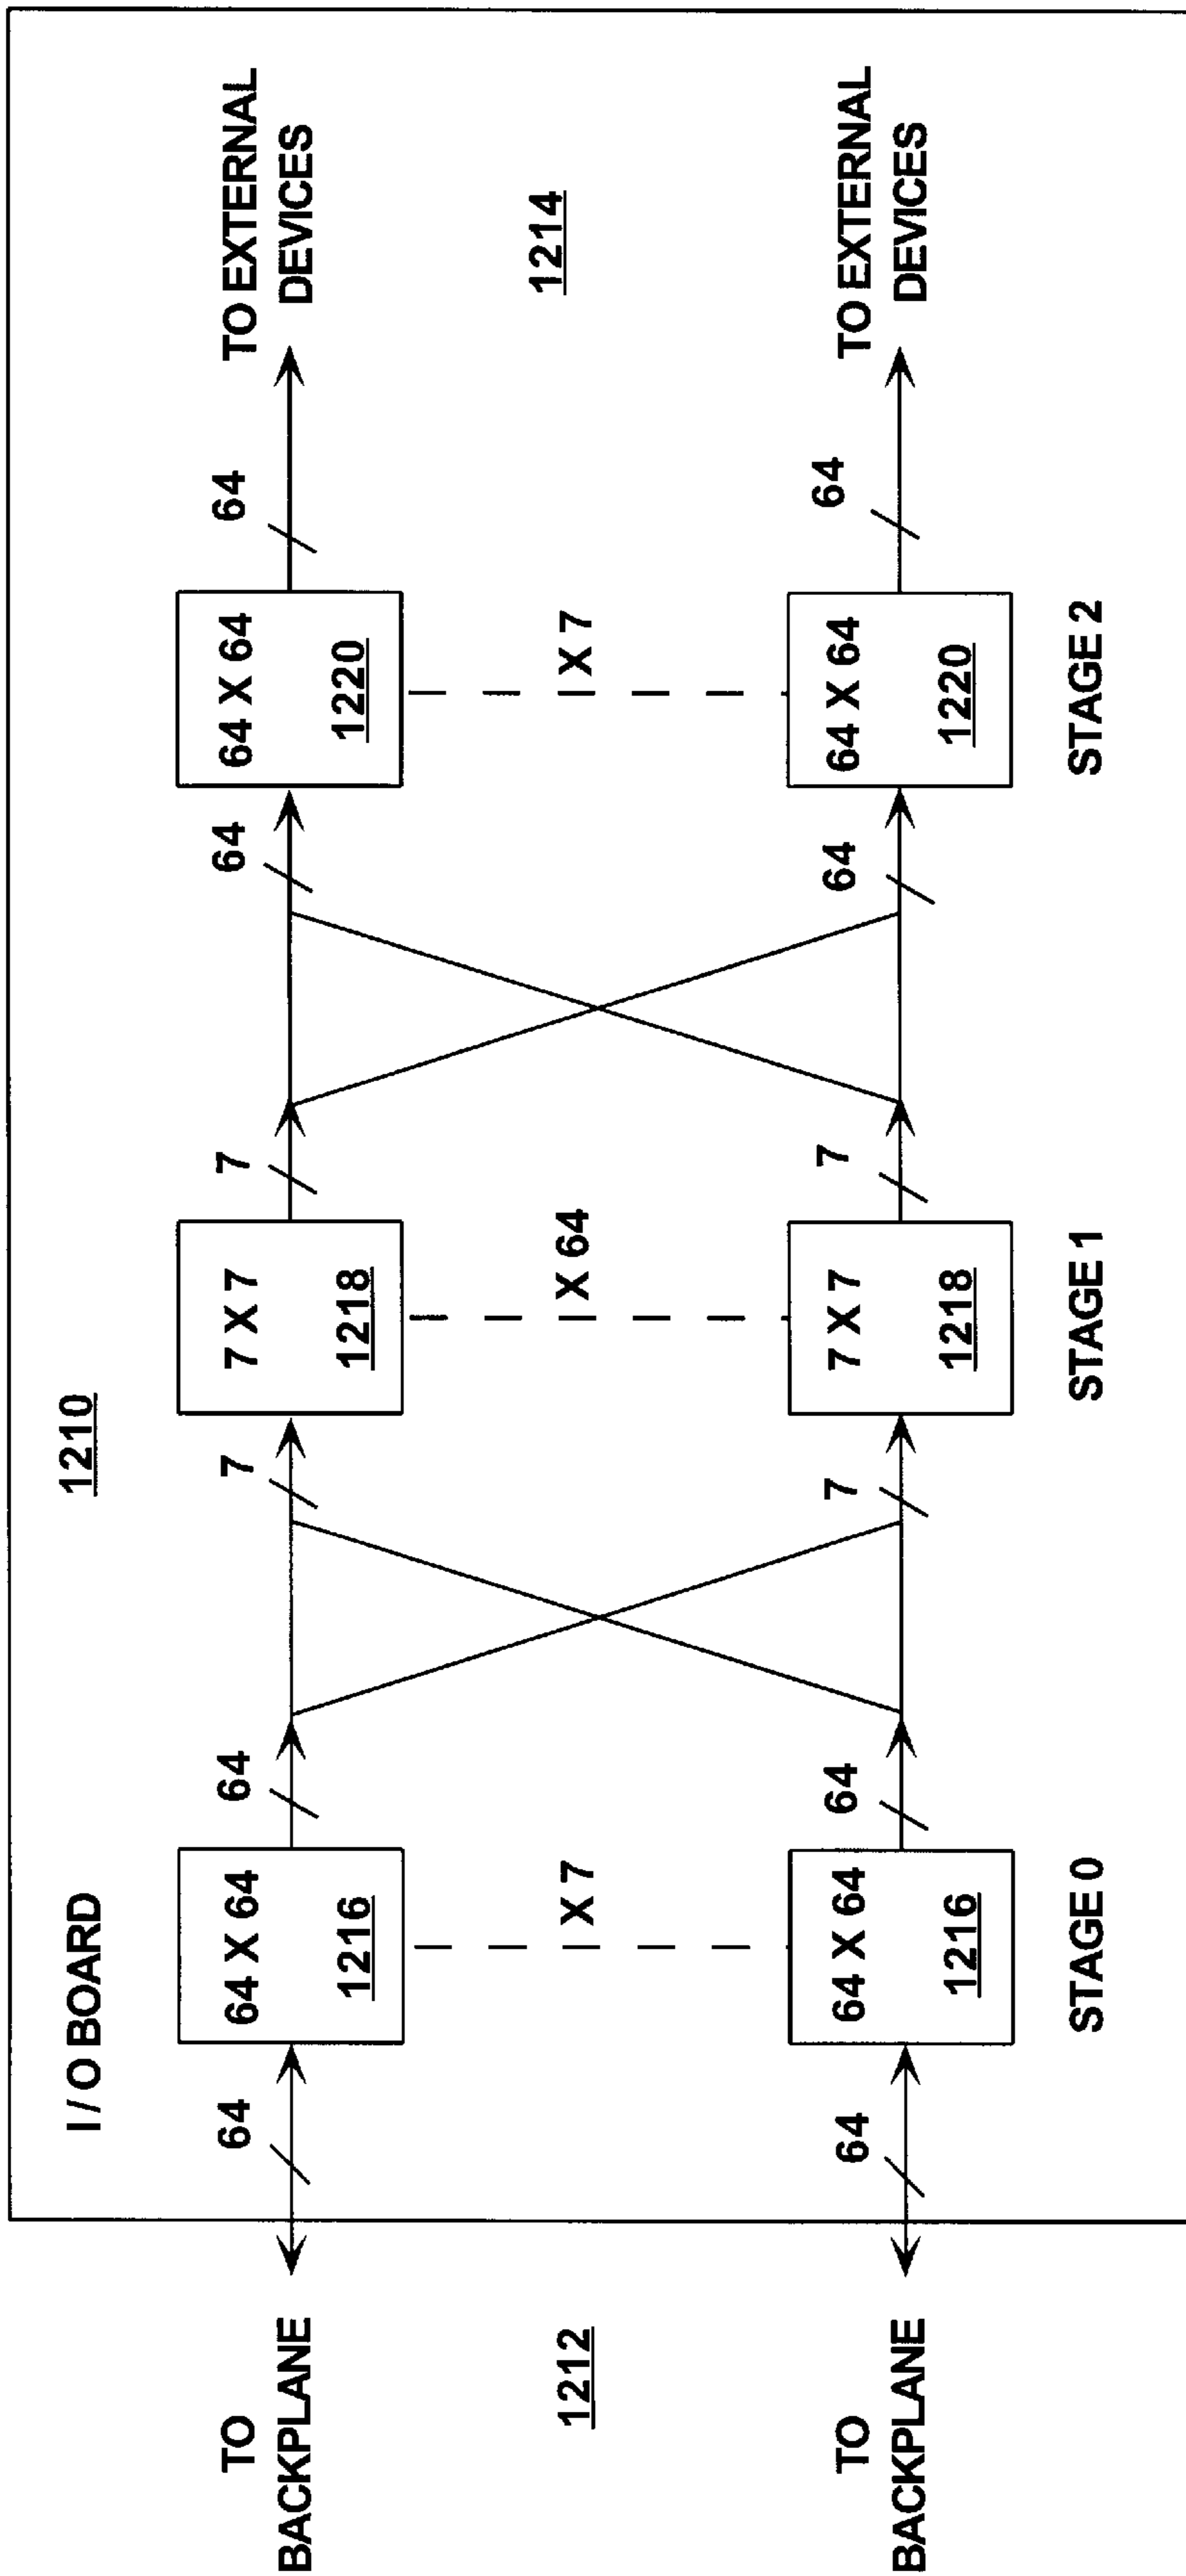 1210
I / O BOARD
TO
BACKPLANE
64
64 X 64
1216
64
7
7 X 7
1218
7
64
64 X 64
1220
64
TO EXTERNAL
DEVICES
1212
X 7
X 64
X 7
1214
TO
BACKPLANE
64
64 X 64
1216
64
7
7 X 7
1218
7
64
64 X 64
1220
64
TO EXTERNAL
DEVICES
STAGE 0
STAGE 1
STAGE 2